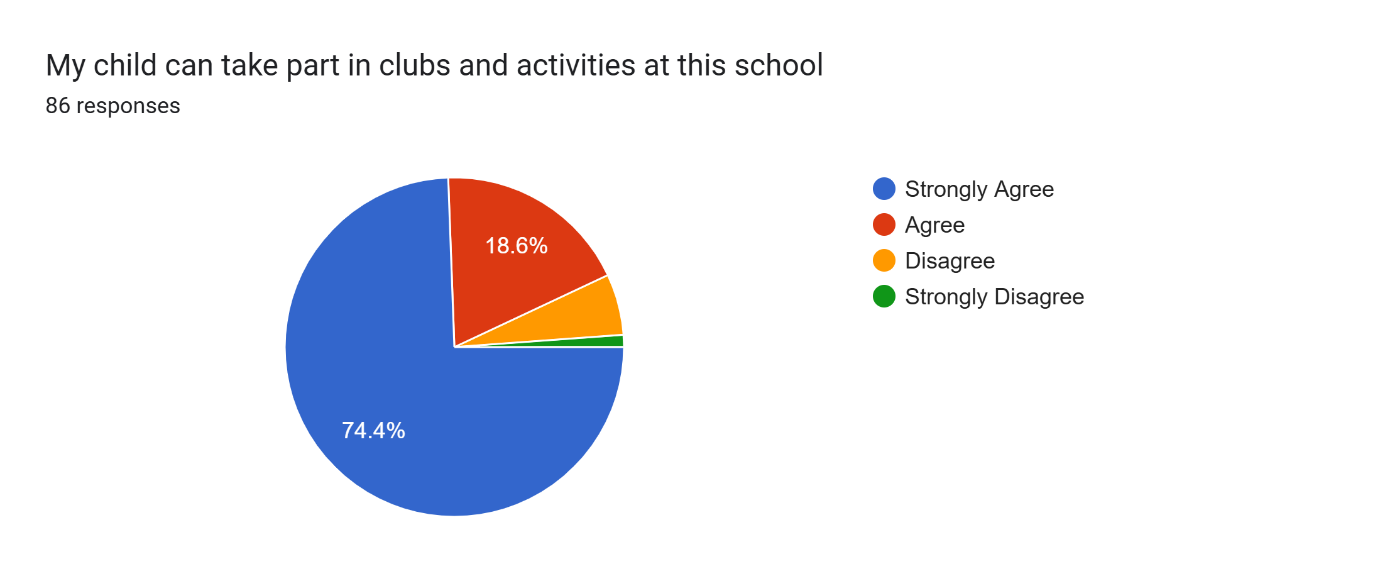 My child can take part in clubs and activities at this school
86 responses
Strongly Agree
Agree
Disagree
Strongly Disagree
18.6%
74.4%